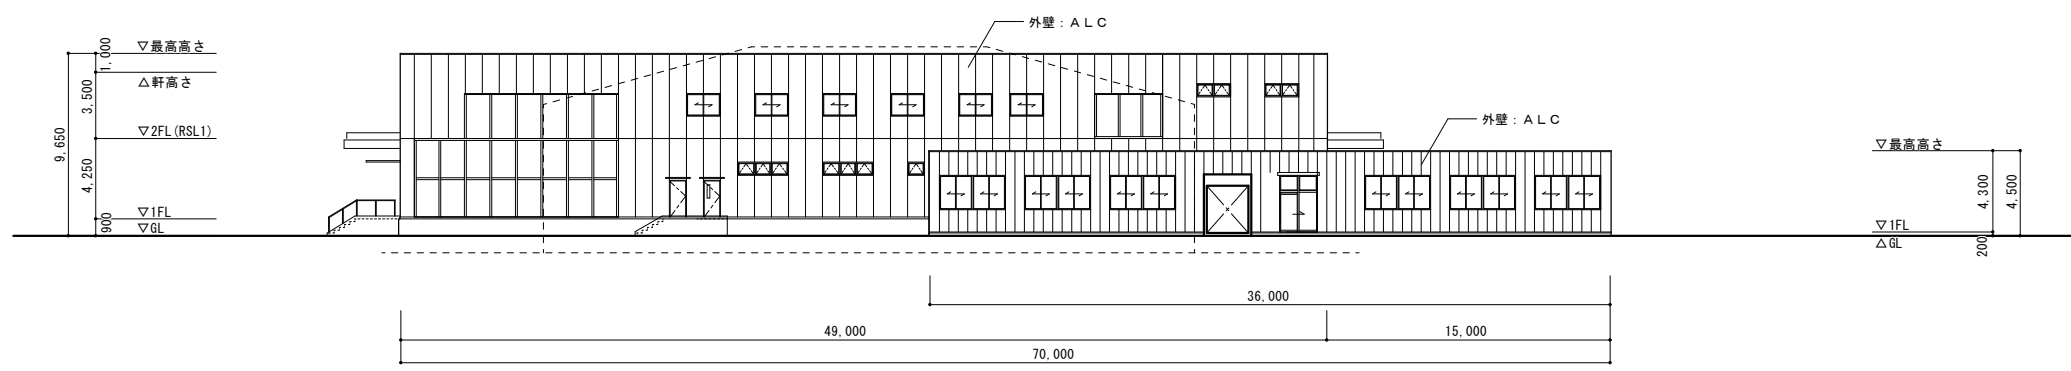 外壁：ＡＬＣ
▽最高高さ
1,000
△軒高さ
3,500
▽2FL(RSL1)
9,650
4,250
▽1FL
900
▽GL
外壁：ＡＬＣ
▽最高高さ
4,300
4,500
▽1FL
△GL
200
36,000
49,000
15,000
70,000